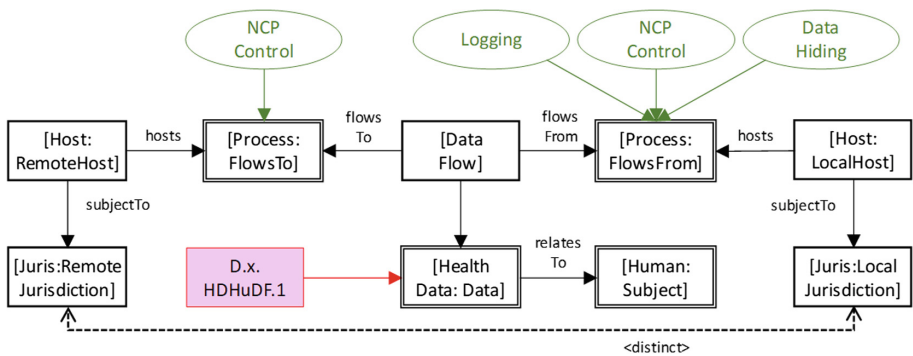 NCP
Control
Logging
NCP
Control
Data
Hiding
[Host:
RemoteHost]
hosts
[Process:
FlowsTo]
flows
To
[Data
Flow]
flows
From
[Process:
FlowsFrom]
hosts
[Host:
LocalHost]
subjectTo
subjectTo
[Juris:Remote
Jurisdiction]
D.x.
HDHuDF.1
[Health
Data: Data]
relates
To
[Human:
Subject]
[Juris:Local
Jurisdiction]
<distinct>